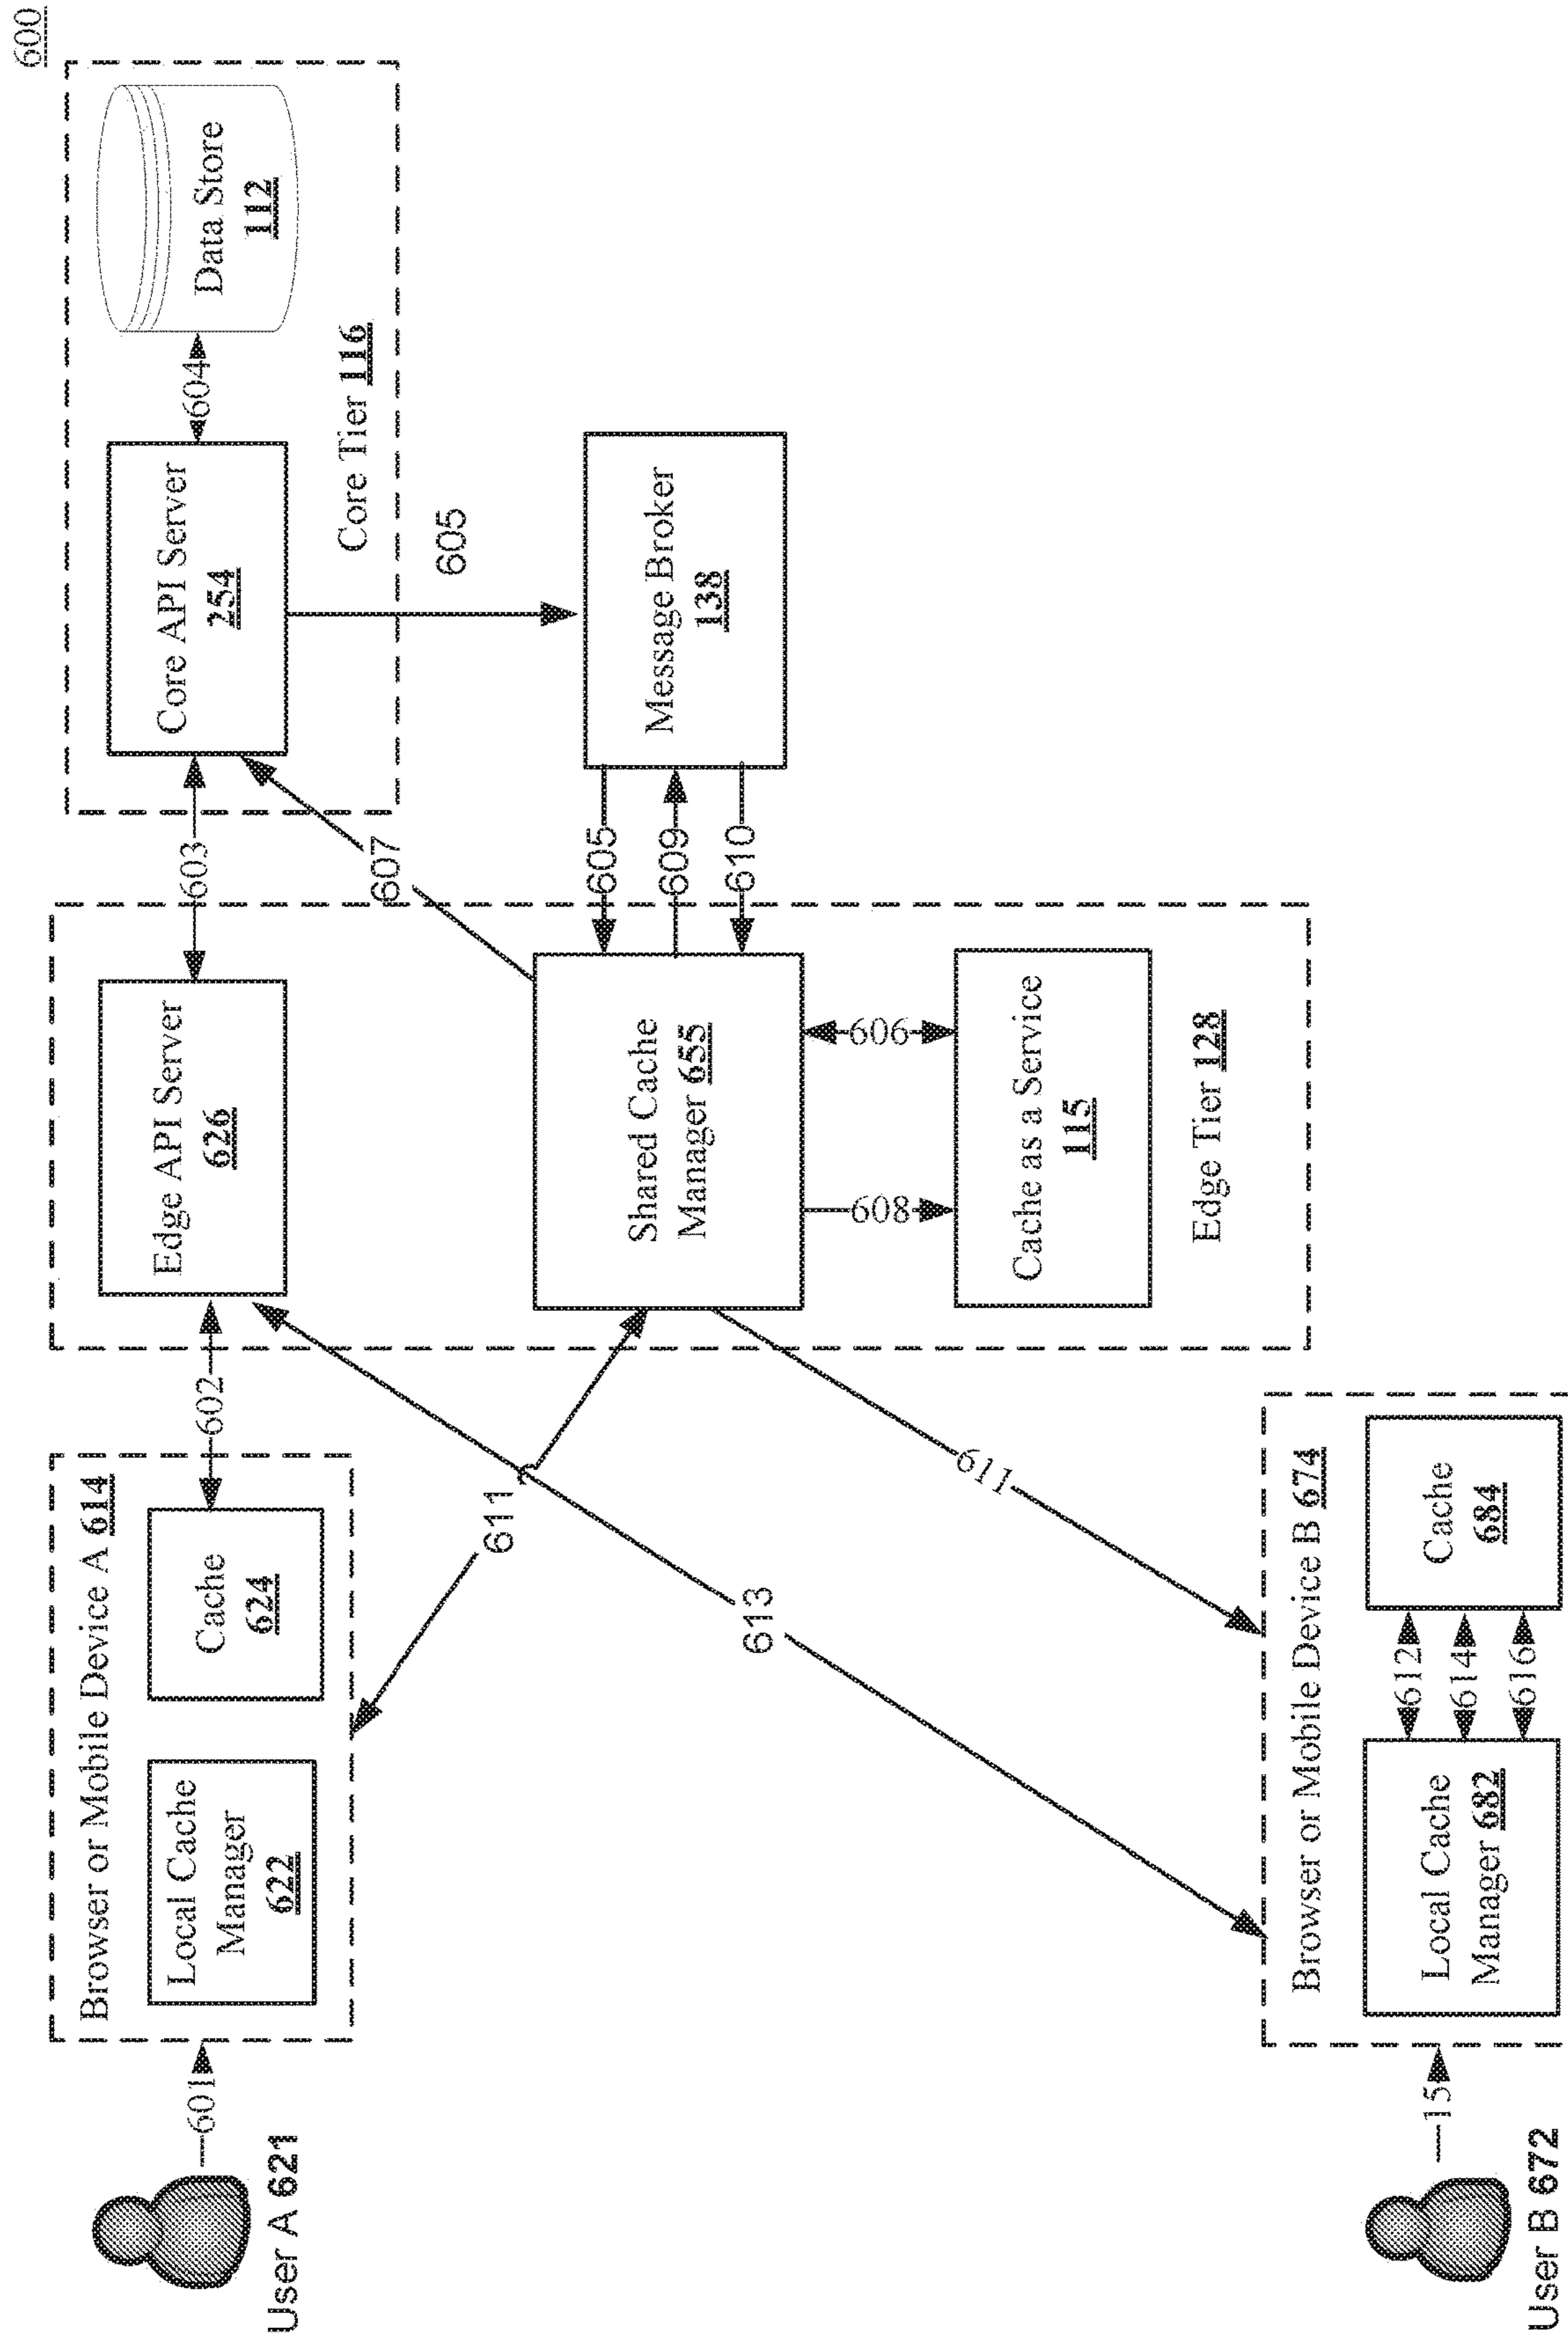 600
Browser or Mobile Device A 614
Local Cache
Manager
622
Cache
624
601
User A 621
602
Edge API Server
626
603
Core API Server
254
604
Data Store
112
Core Tier 116
605
607
Message Broker
138
605
609
610
Shared Cache
Manager 655
606
608
Cache as a Service
115
Edge Tier 128
611
613
611
Browser or Mobile Device B 674
Local Cache
Manager 682
612
614
616
Cache
684
15
User B 672